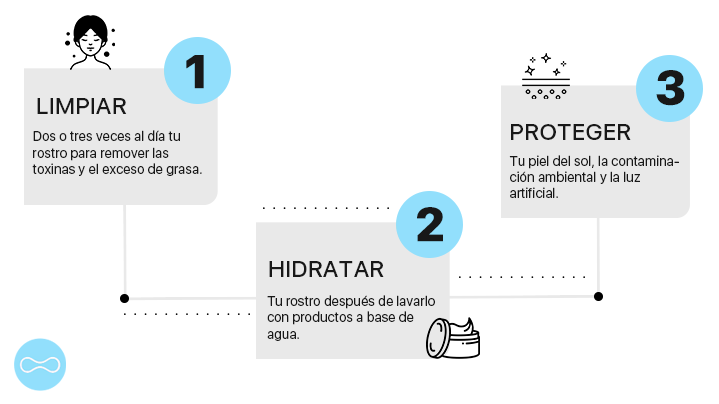 1
LIMPIAR
Dos o tres veces al día tu
rostro para remover las
toxinas y el exceso de grasa.
2
HIDRATAR
Tu rostro después de lavarlo
con productos a base de
agua.
3
PROTEGER
Tu piel del sol, la contamina-
ción ambiental y la luz
artificial.